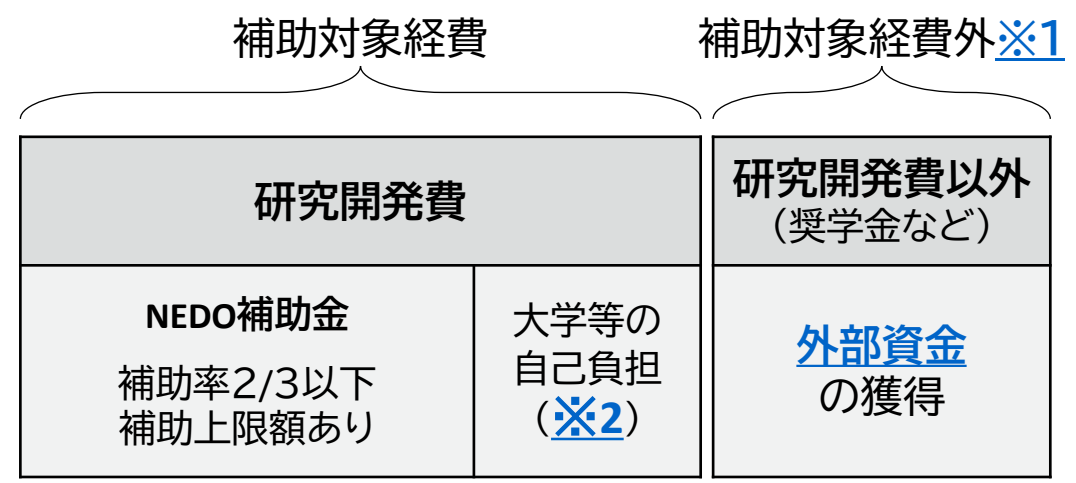 補助対象経費
補助対象経費外※1
研究開発費
研究開発費以外
（奨学金など）
NEDO補助金
補助率2/3以下
補助上限額あり
大学等の
自己負担
（※2）
外部資金
の獲得